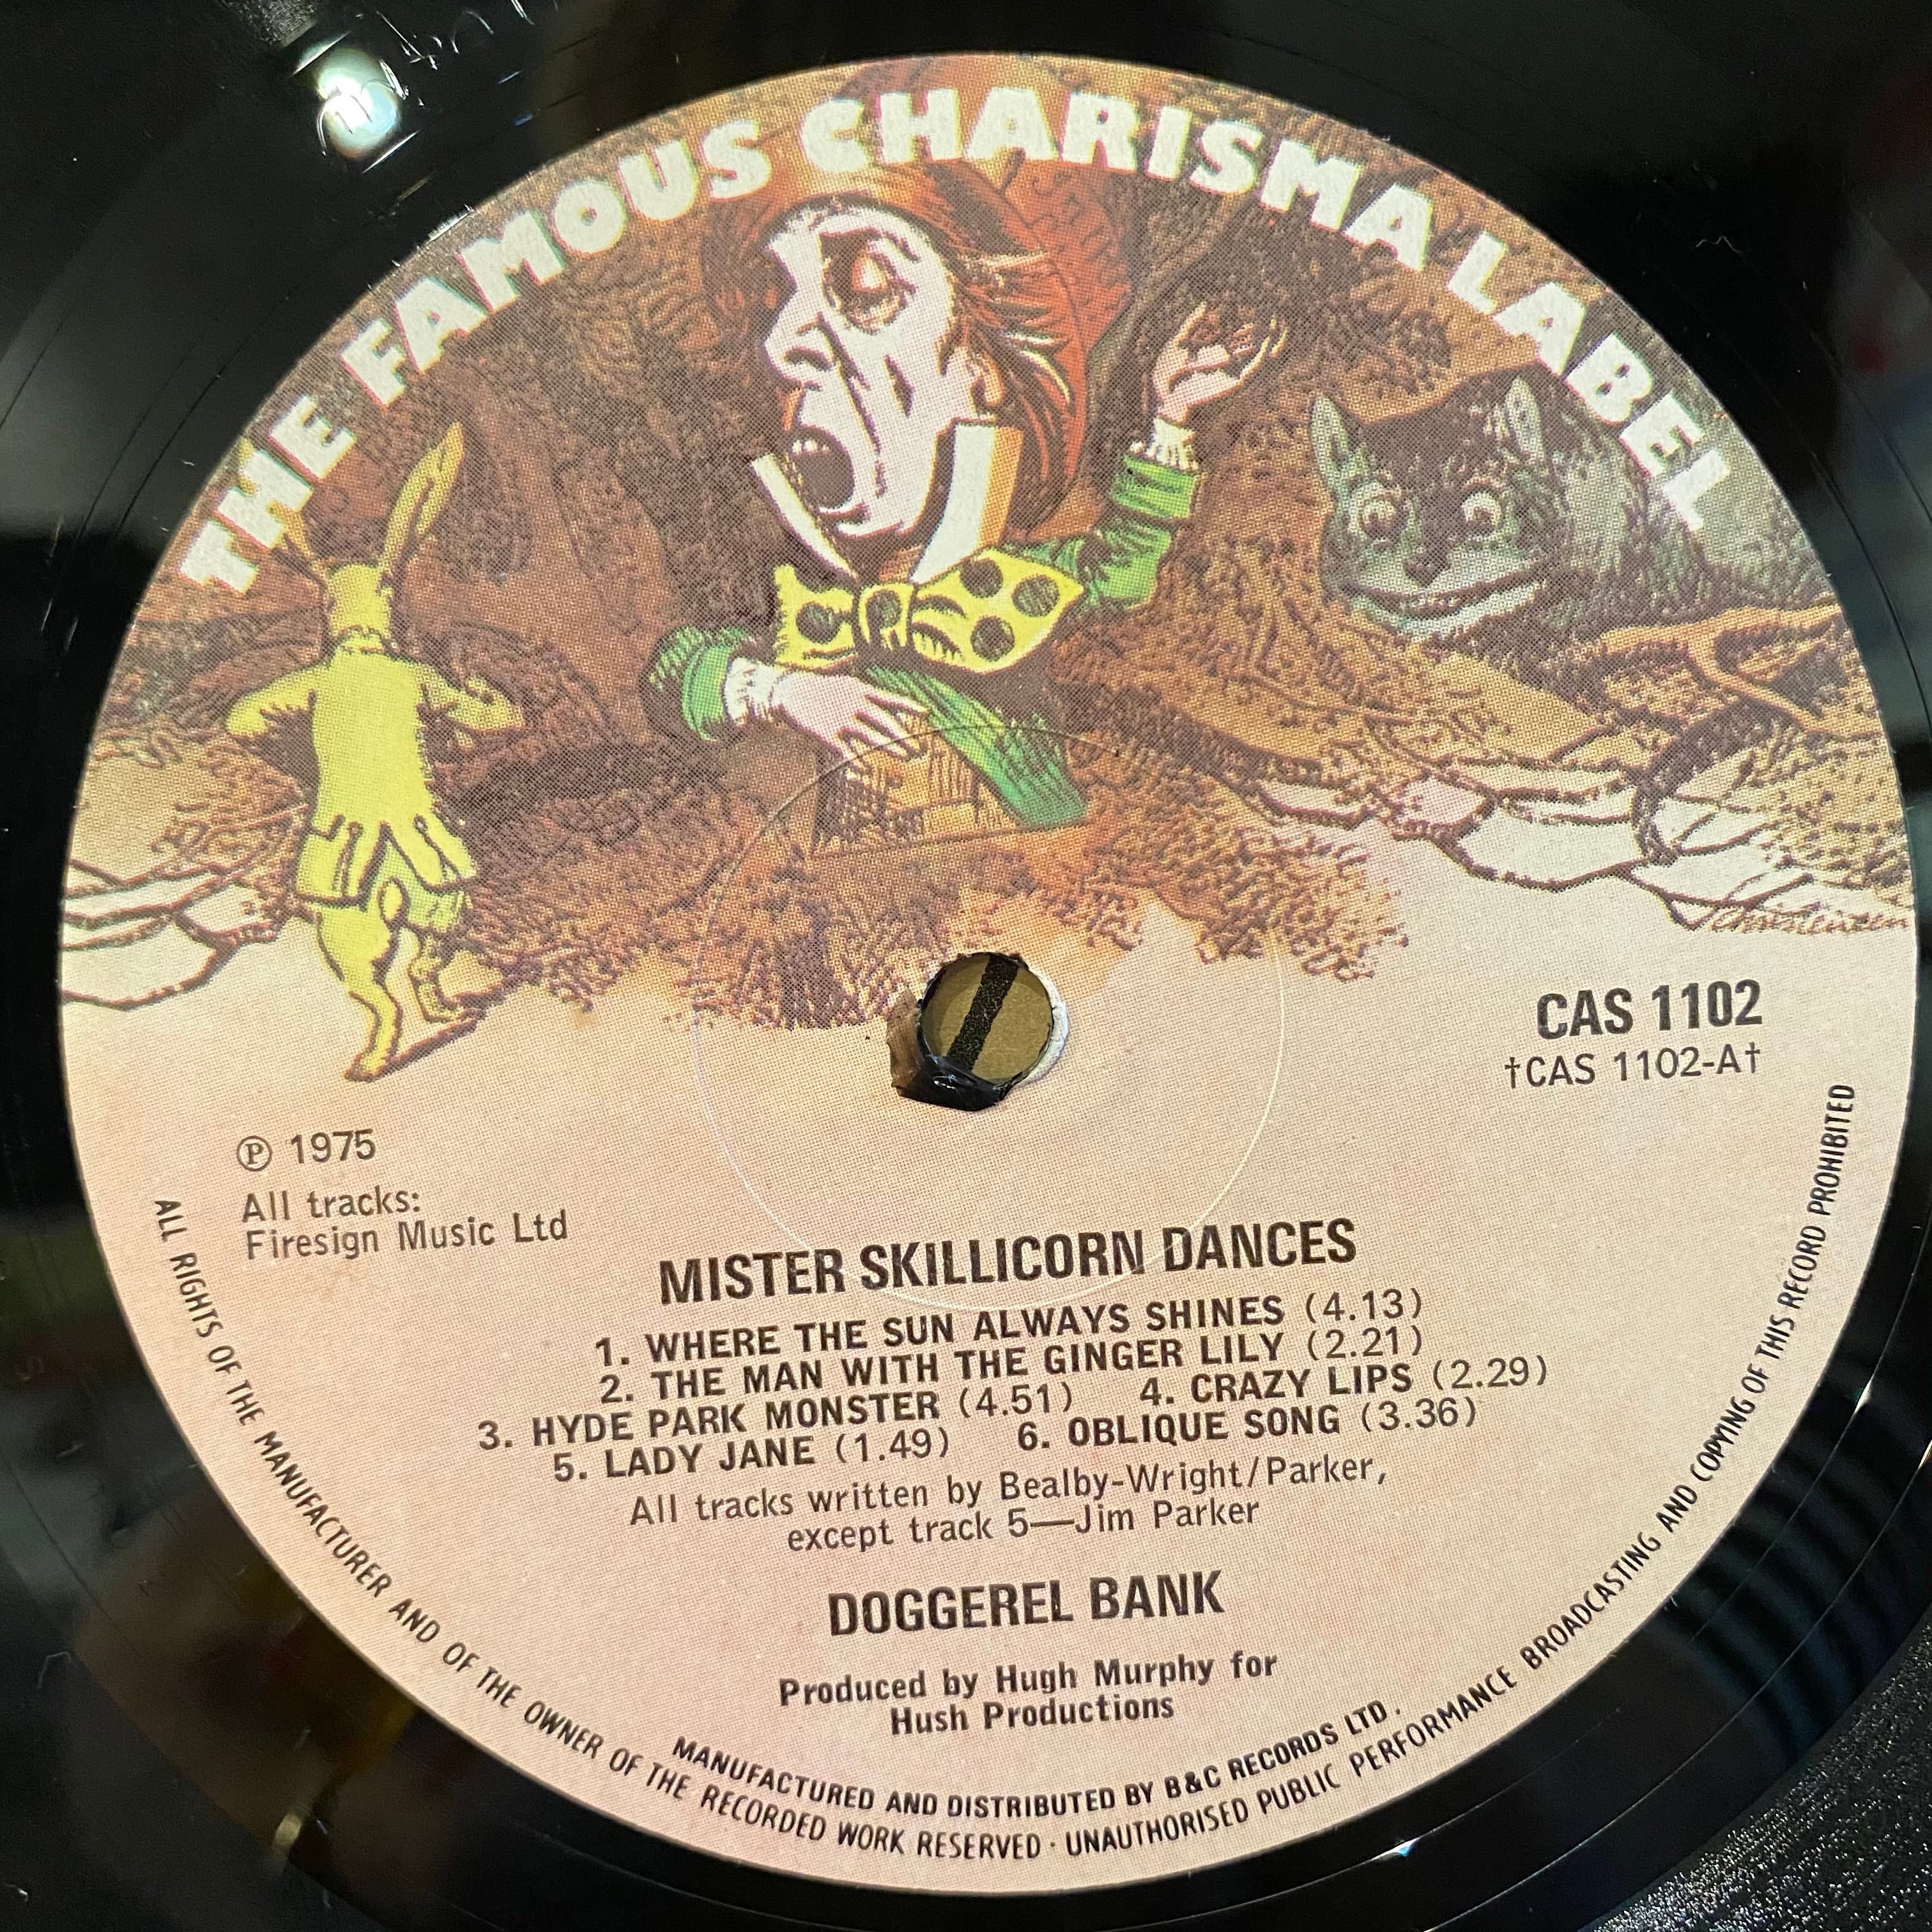 THE FAMOUS CHARISMA LABEL
CAS 1102
†CAS 1102-A†
℗ 1975
All tracks:
Firesign Music Ltd
MISTER SKILLICORN DANCES
1. WHERE THE SUN ALWAYS SHINES (4.13)
2. THE MAN WITH THE GINGER LILY (2.21)
3. HYDE PARK MONSTER (4.51) 4. CRAZY LIPS (2.29)
5. LADY JANE (1.49) 6. OBLIQUE SONG (3.36)
All tracks written by Bealby-Wright/Parker,
except track 5—Jim Parker
DOGGEREL BANK
Produced by Hugh Murphy for
Hush Productions
MANUFACTURED AND DISTRIBUTED BY B&C RECORDS LTD.
ALL RIGHTS OF THE MANUFACTURER AND OF THE OWNER OF THE RECORDED WORK RESERVED · UNAUTHORISED PUBLIC PERFORMANCE BROADCASTING AND COPYING OF THIS RECORD PROHIBITED